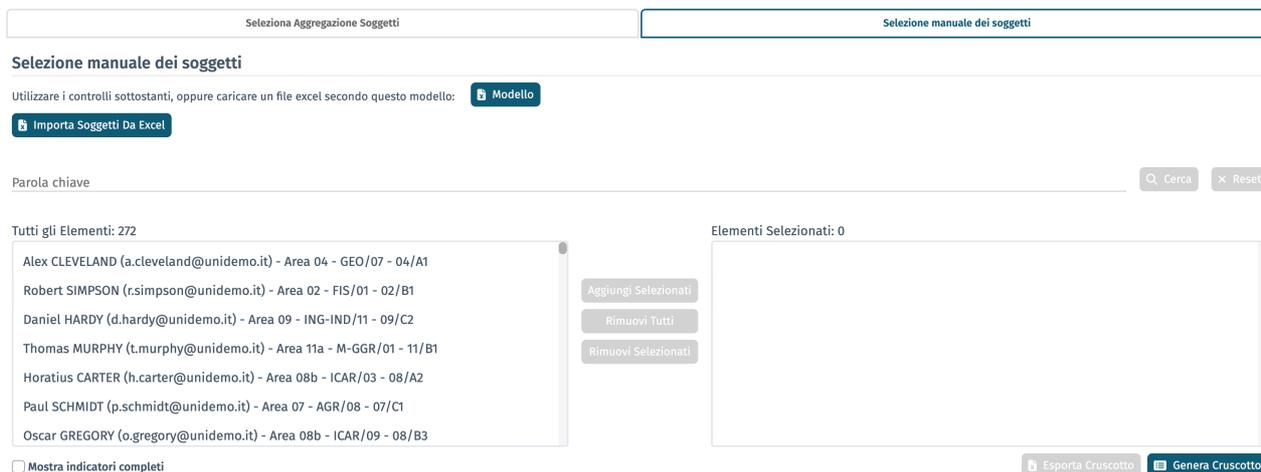 Seleziona Aggregazione Soggetti
Selezione manuale dei soggetti
Selezione manuale dei soggetti
Utilizzare i controlli sottostanti, oppure caricare un file excel secondo questo modello: Modello
Importa Soggetti Da Excel
Parola chiave
Cerca
Reset
Tutti gli Elementi: 272
Alex CLEVELAND (a.cleveland@unidemo.it) - Area 04 - GEO/07 - 04/A1
Robert SIMPSON (r.simpson@unidemo.it) - Area 02 - FIS/01 - 02/B1
Daniel HARDY (d.hardy@unidemo.it) - Area 09 - ING-IND/11 - 09/C2
Thomas MURPHY (t.murphy@unidemo.it) - Area 11a - M-GGR/01 - 11/B1
Horatius CARTER (h.carter@unidemo.it) - Area 08b - ICAR/03 - 08/A2
Paul SCHMIDT (p.schmidt@unidemo.it) - Area 07 - AGR/08 - 07/C1
Oscar GREGORY (o.gregory@unidemo.it) - Area 08b - ICAR/09 - 08/B3
Aggiungi Selezionati
Rimuovi Tutti
Rimuovi Selezionati
Elementi Selezionati: 0
Mostra indicatori completi
Esporta Cruscotto
Genera Cruscotto